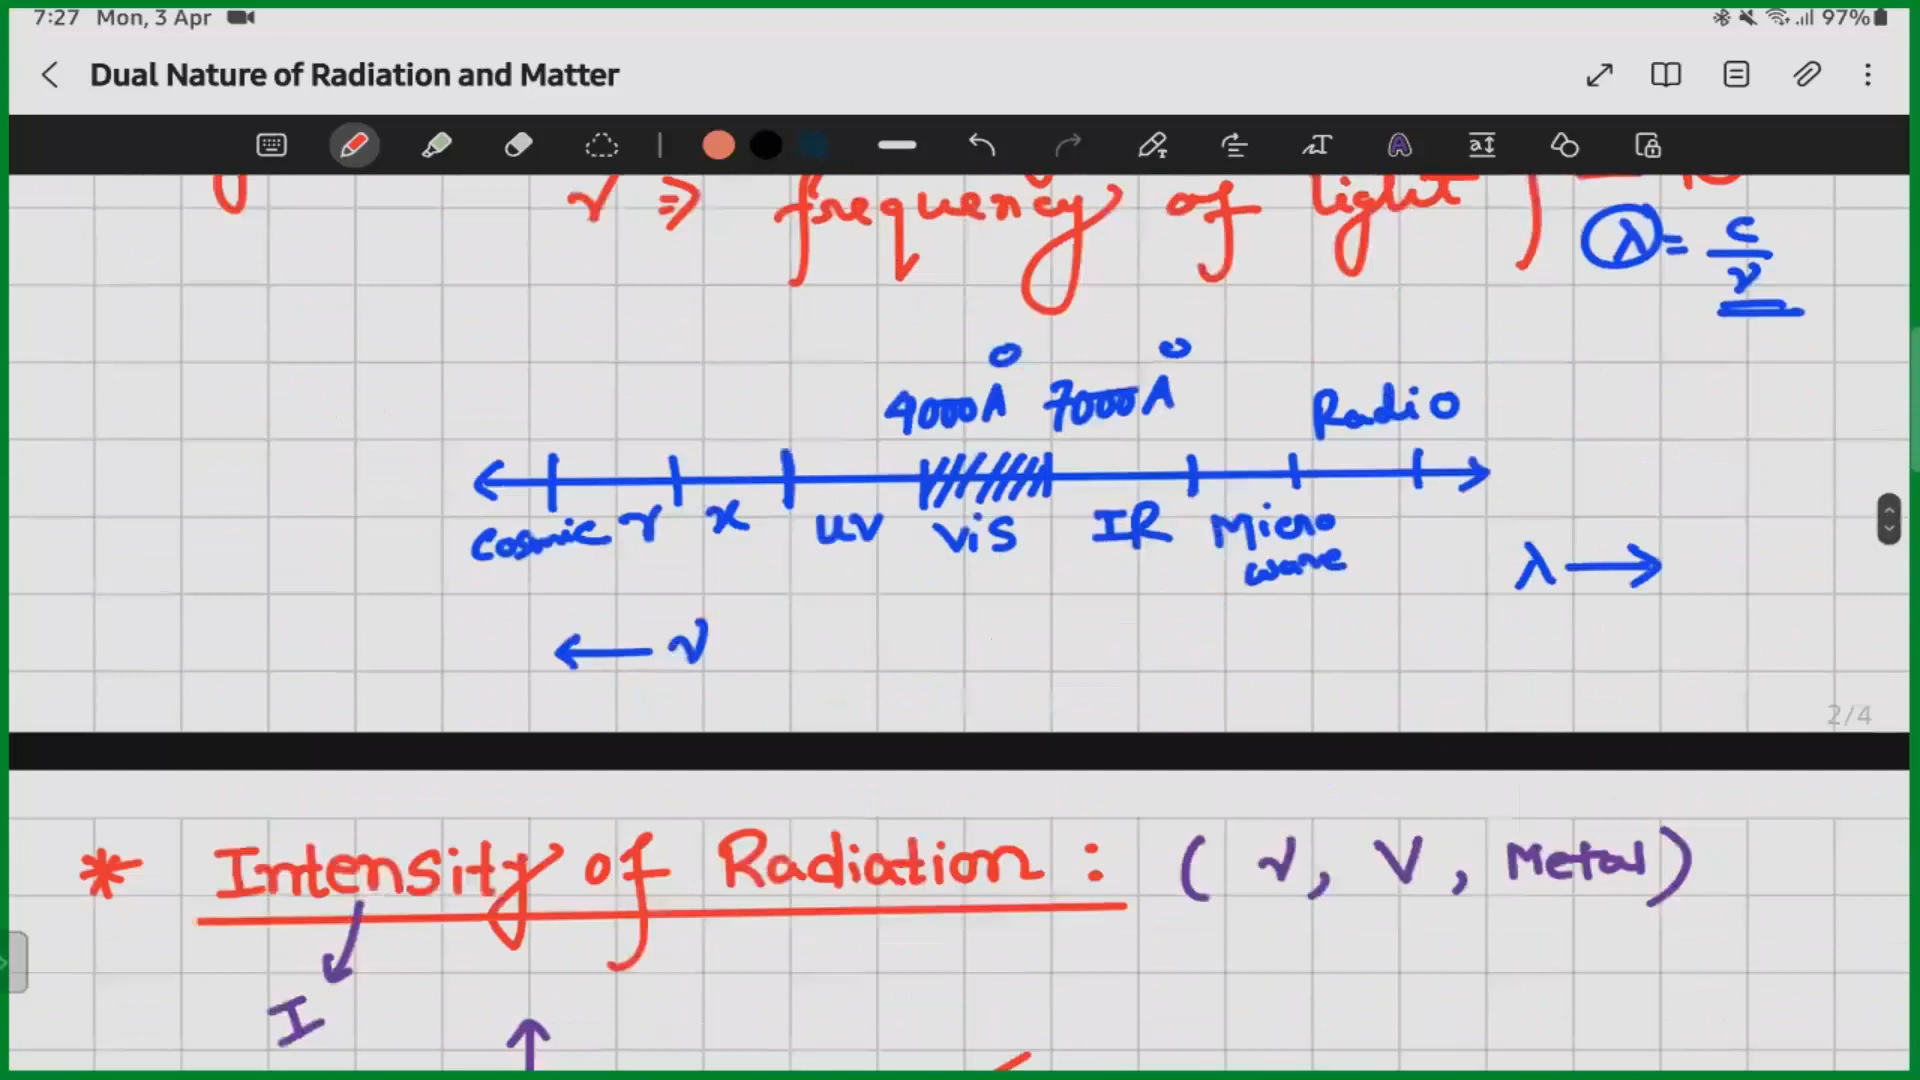 7:27 Mon, 3 Apr 97%
Dual Nature of Radiation and Matter
ν ⇒ frequency of light
λ = c/ν
4000Å 7000Å Radio
Cosmic γ x UV Vis IR Micro
wave
λ →
← ν
2/4
* Intensity of Radiation : ( ν, V, Metal)
I